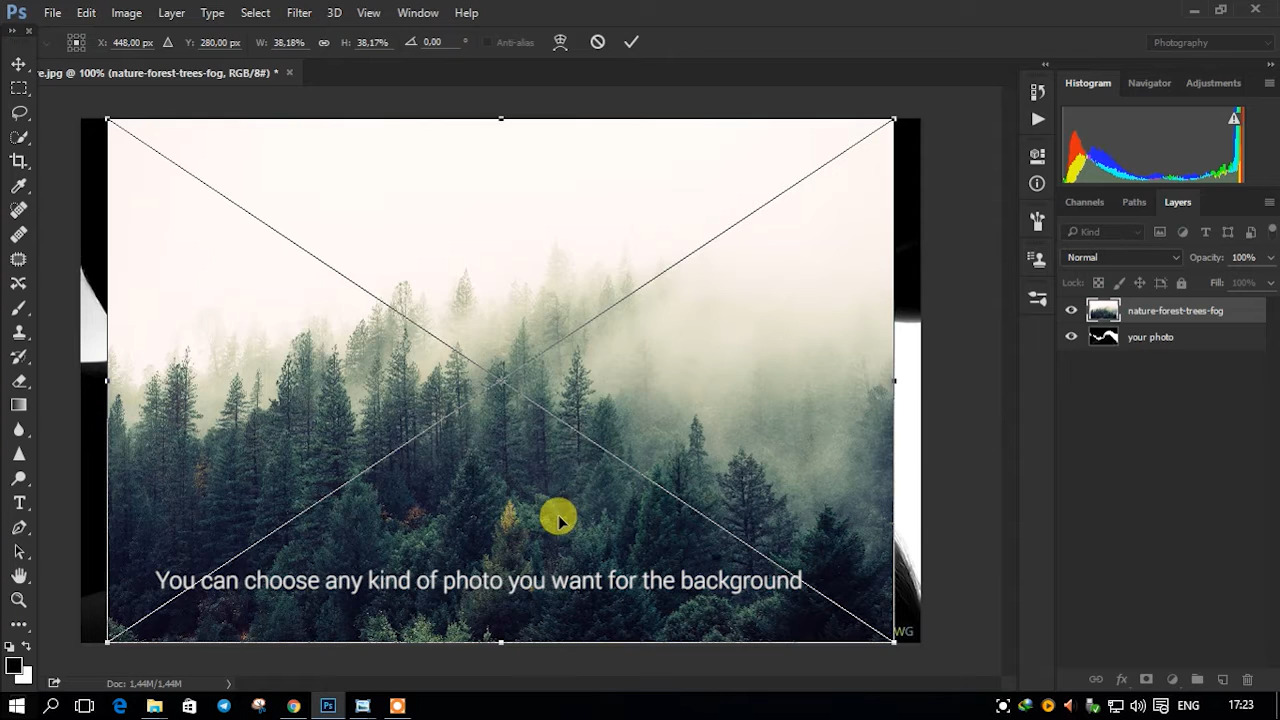 Ps File Edit Image Layer Type Select Filter 3D View Window Help
X: 448,00 px Y: 280,00 px W: 38,18% H: 38,17% 0,00 ° Anti-alias Photography
re.jpg @ 100% (nature-forest-trees-fog, RGB/8#) * ×
Histogram Navigator Adjustments
Channels Paths Layers
Kind
Normal Opacity: 100%
Lock: Fill: 100%
nature-forest-trees-fog
your photo
You can choose any kind of photo you want for the background
WG
Doc: 1,44M/1,44M
Ps ENG 17:23